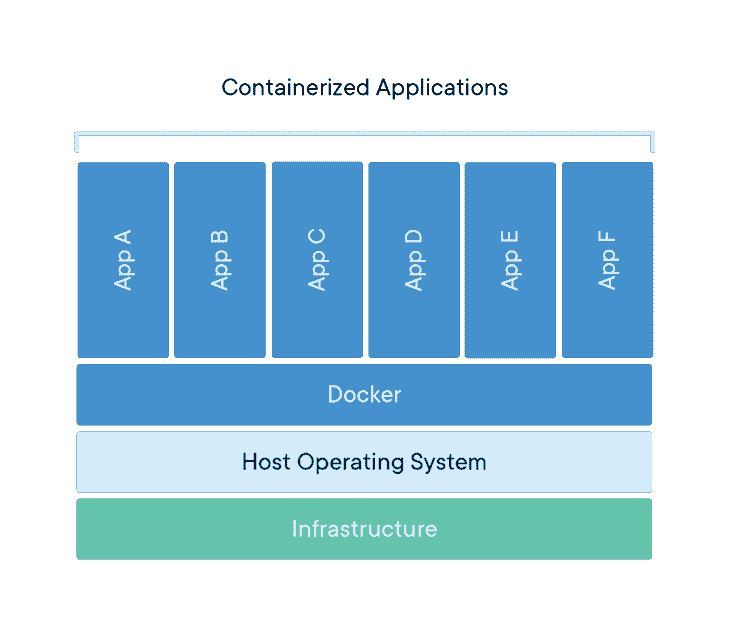 Containerized Applications
App A
App B
App C
App D
App E
App F
Docker
Host Operating System
Infrastructure